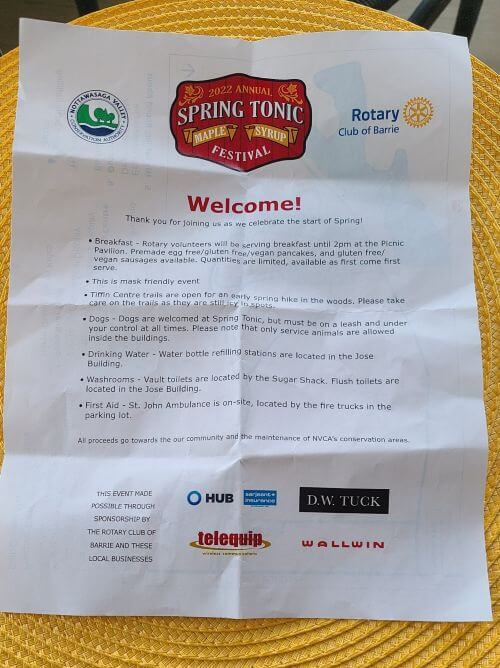 NOTTAWASAGA VALLEY
CONSERVATION AUTHORITY
2022 ANNUAL
SPRING TONIC
MAPLE SYRUP
FESTIVAL
Rotary
Club of Barrie
Welcome!
Thank you for joining us as we celebrate the start of Spring!
• Breakfast - Rotary volunteers will be serving breakfast until 2pm at the Picnic
Pavilion. Premade egg free/gluten free/vegan pancakes, and gluten free/
vegan sausages available. Quantities are limited, available as first come first
serve.
• This is mask friendly event
• Tiffin Centre trails are open for an early spring hike in the woods. Please take
care on the trails as they are still icy in spots.
• Dogs - Dogs are welcomed at Spring Tonic, but must be on a leash and under
your control at all times. Please note that only service animals are allowed
inside the buildings.
• Drinking Water - Water bottle refilling stations are located in the Jose
Building.
• Washrooms - Vault toilets are located by the Sugar Shack. Flush toilets are
located in the Jose Building.
• First Aid - St. John Ambulance is on-site, located by the fire trucks in the
parking lot.
All proceeds go towards the our community and the maintenance of NVCA's conservation areas.
THIS EVENT MADE
POSSIBLE THROUGH
SPONSORSHIP BY
THE ROTARY CLUB OF
BARRIE AND THESE
LOCAL BUSINESSES
HUB
sarjeant+
insurance
D.W. TUCK
telequip
wireless communications
WALLWIN